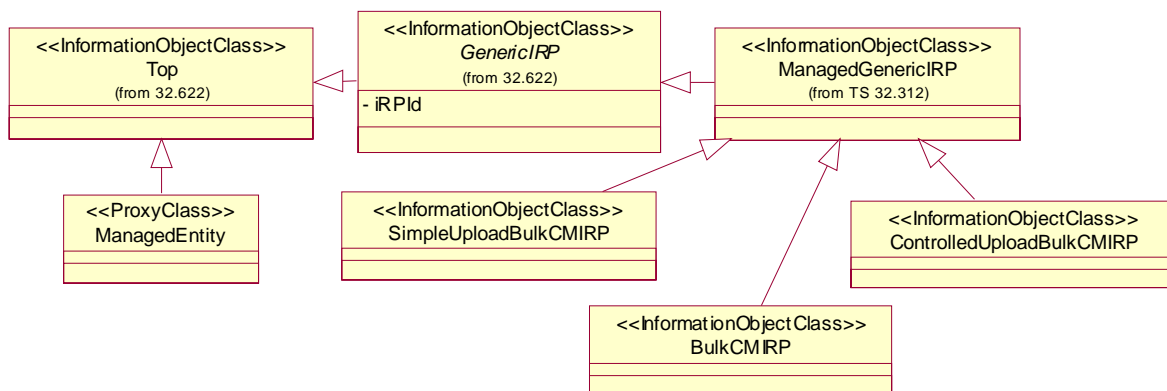 <<InformationObjectClass>>
Top
(from 32.622)
<<InformationObjectClass>>
GenericIRP
(from 32.622)
- iRPId
<<InformationObjectClass>>
ManagedGenericIRP
(from TS 32.312)
<<ProxyClass>>
ManagedEntity
<<InformationObjectClass>>
SimpleUploadBulkCMIRP
<<InformationObjectClass>>
ControlledUploadBulkCMIRP
<<InformationObjectClass>>
BulkCMIRP